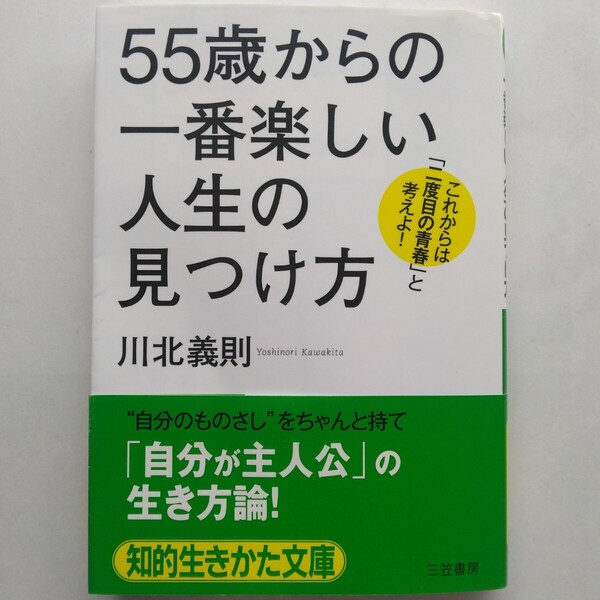 55歳からの
一番楽しい
人生の
見つけ方
これからは
「二度目の青春」と
考えよ!
川北義則 Yoshinori Kawakita
“自分のものさし”をちゃんと持て
「自分が主人公」の
生き方論!
知的生きかた文庫
三笠書房